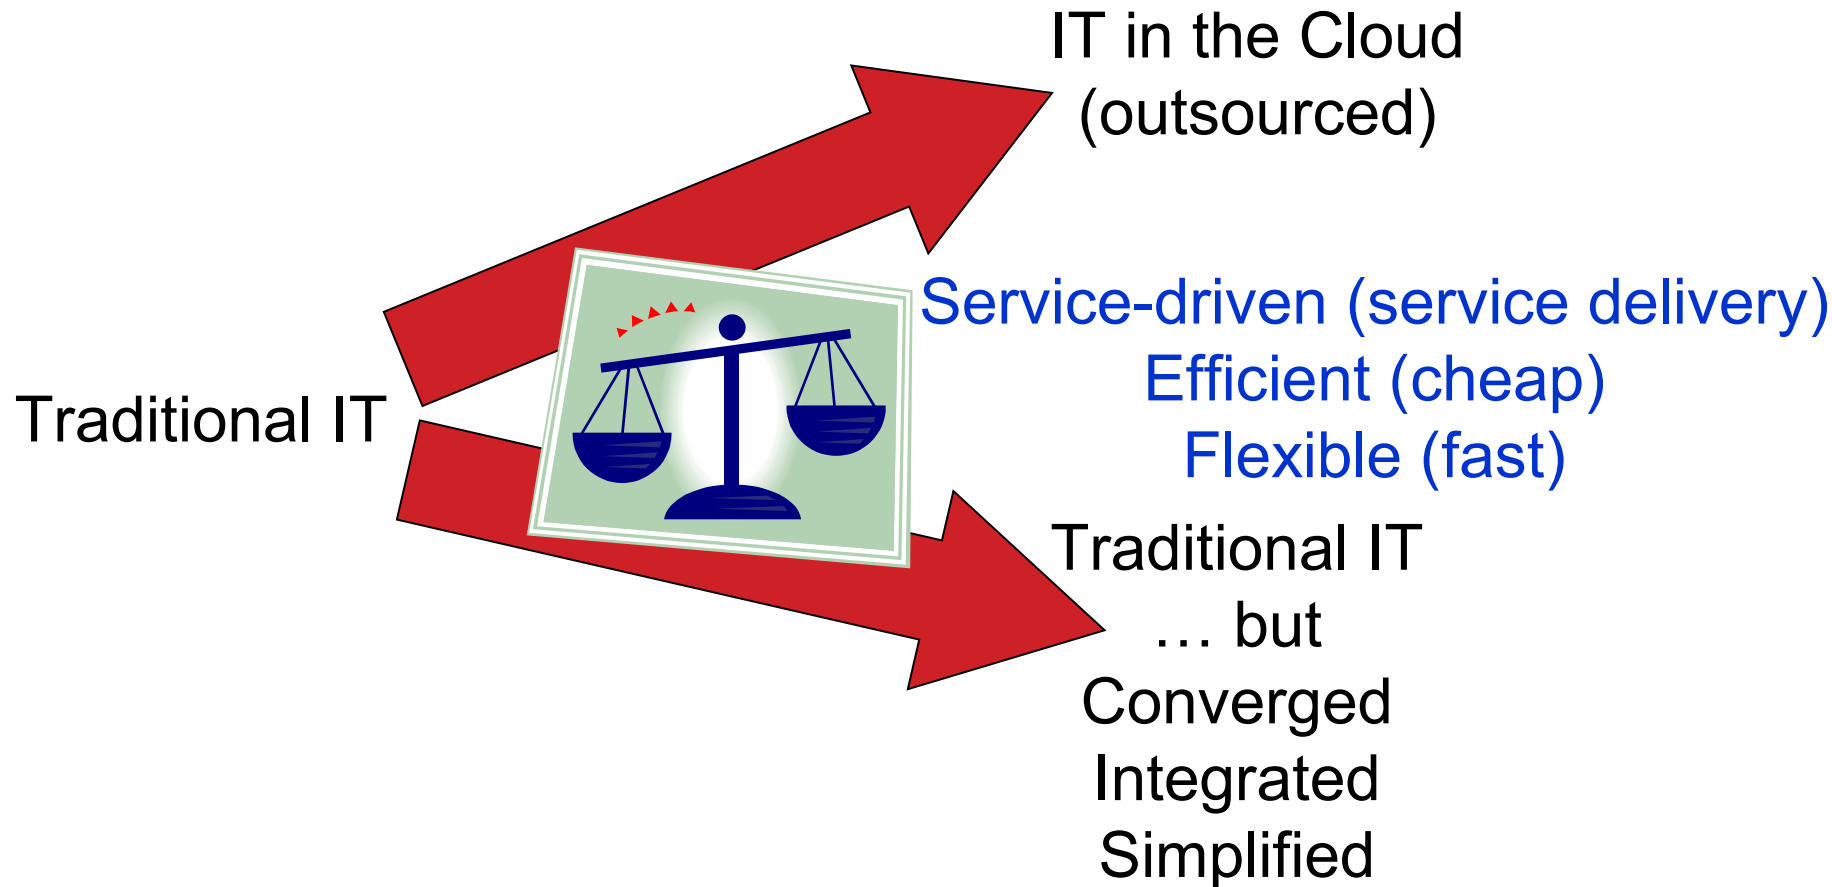 IT in the Cloud
(outsourced)
Service-driven (service delivery)
Efficient (cheap)
Flexible (fast)
Traditional IT
Traditional IT
… but
Converged
Integrated
Simplified